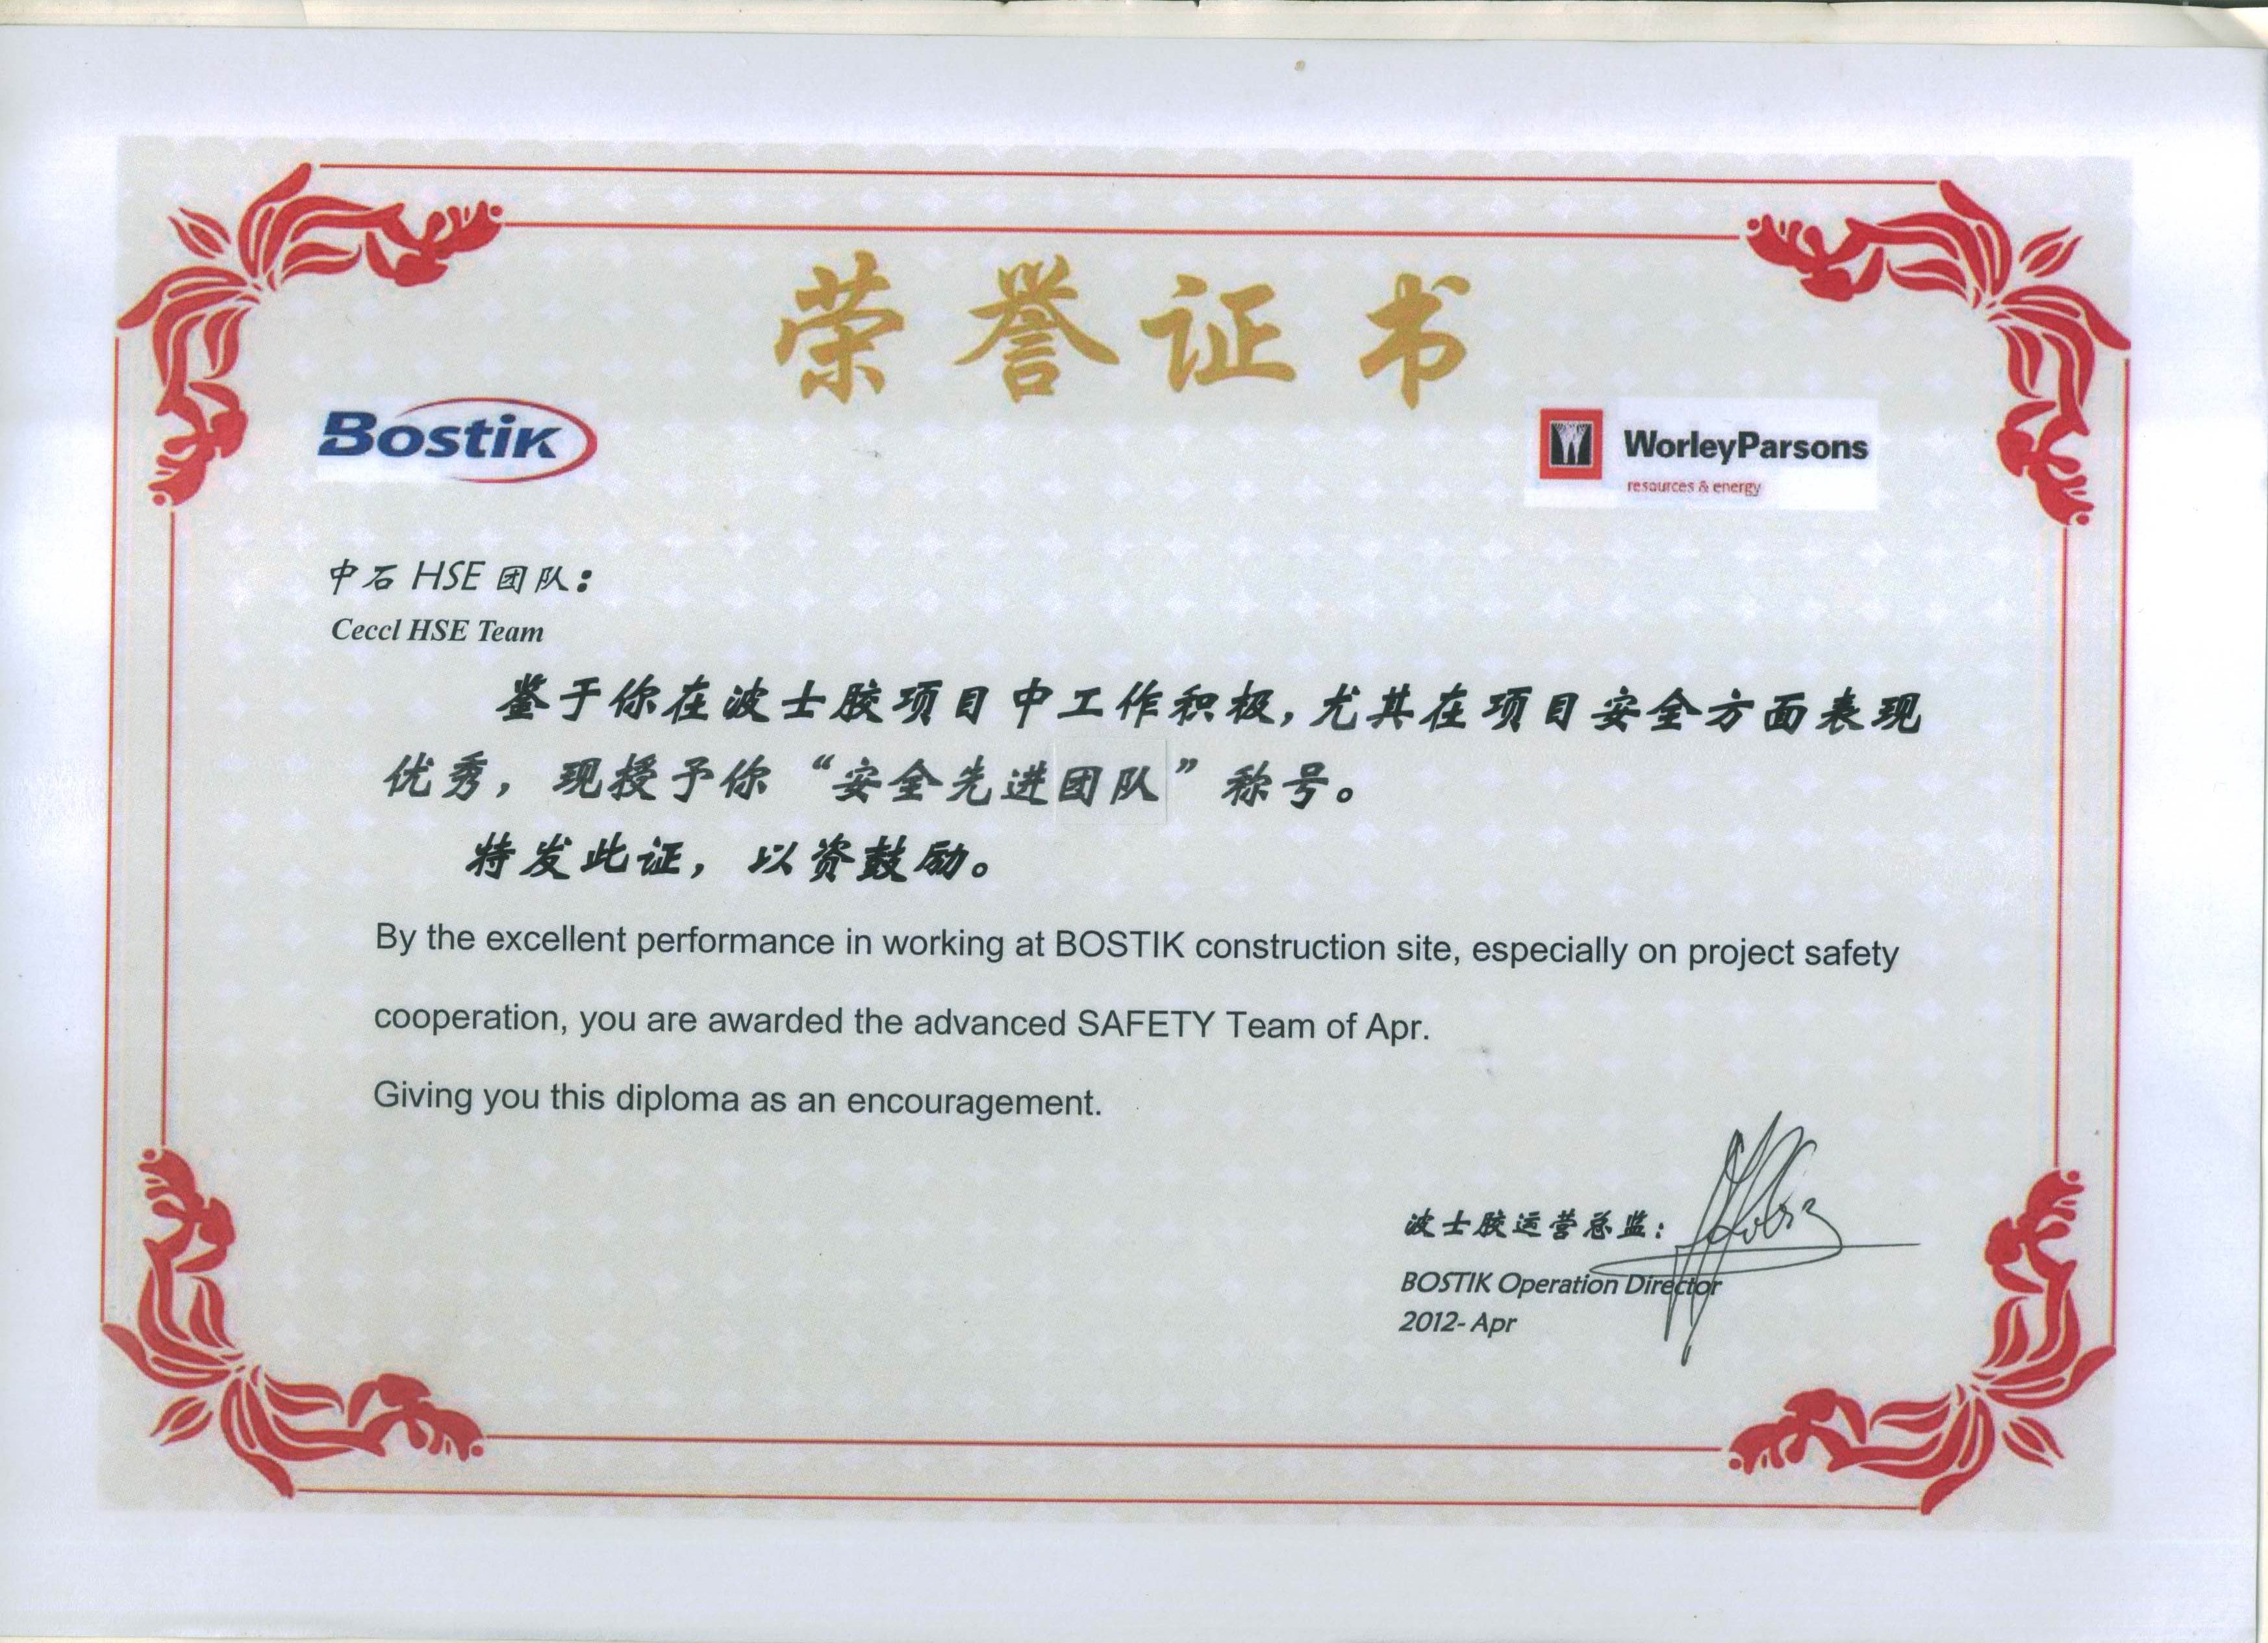 荣誉证书
Bostik
WorleyParsons
resources & energy
中石 HSE 团队：
Ceccl HSE Team
鉴于你在波士胶项目中工作积极，尤其在项目安全方面表现
优秀，现授予你“安全先进团队”称号。
特发此证，以资鼓励。
By the excellent performance in working at BOSTIK construction site, especially on project safety
cooperation, you are awarded the advanced SAFETY Team of Apr.
Giving you this diploma as an encouragement.
波士胶运营总监：
BOSTIK Operation Director
2012- Apr